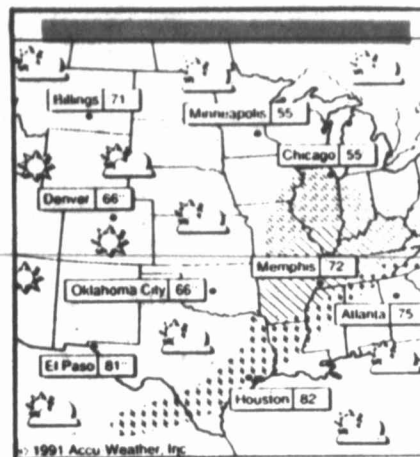 Billings 71
Minneapolis 55
Chicago 55
Denver 66
Memphis 72
Oklahoma City 66
Atlanta 75
El Paso 81
Houston 82
1991 Accu Weather, Inc